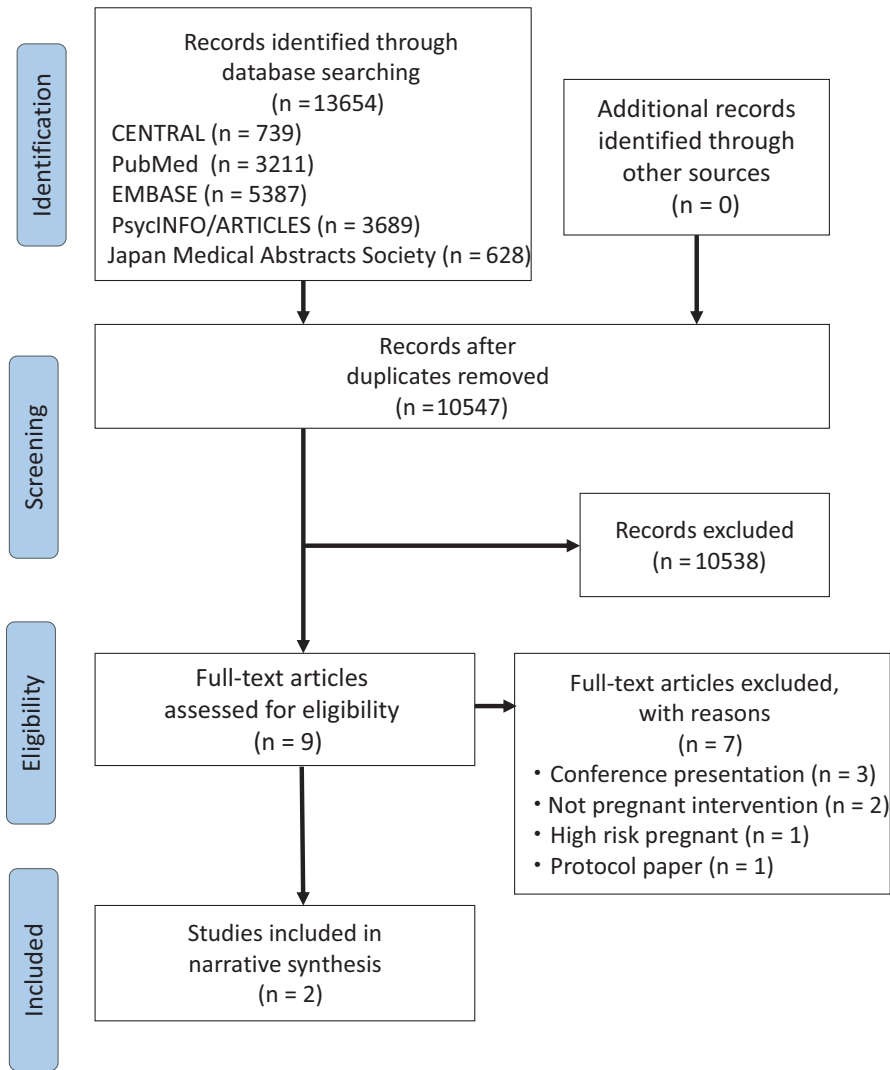 Identification
Records identified through
database searching
(n = 13654)
CENTRAL (n = 739)
PubMed (n = 3211)
EMBASE (n = 5387)
PsycINFO/ARTICLES (n = 3689)
Japan Medical Abstracts Society (n = 628)
Additional records
identified through
other sources
(n = 0)
Screening
Records after
duplicates removed
(n = 10547)
Records excluded
(n = 10538)
Eligibility
Full-text articles
assessed for eligibility
(n = 9)
Full-text articles excluded,
with reasons
(n = 7)
・Conference presentation (n = 3)
・Not pregnant intervention (n = 2)
・High risk pregnant (n = 1)
・Protocol paper (n = 1)
Included
Studies included in
narrative synthesis
(n = 2)